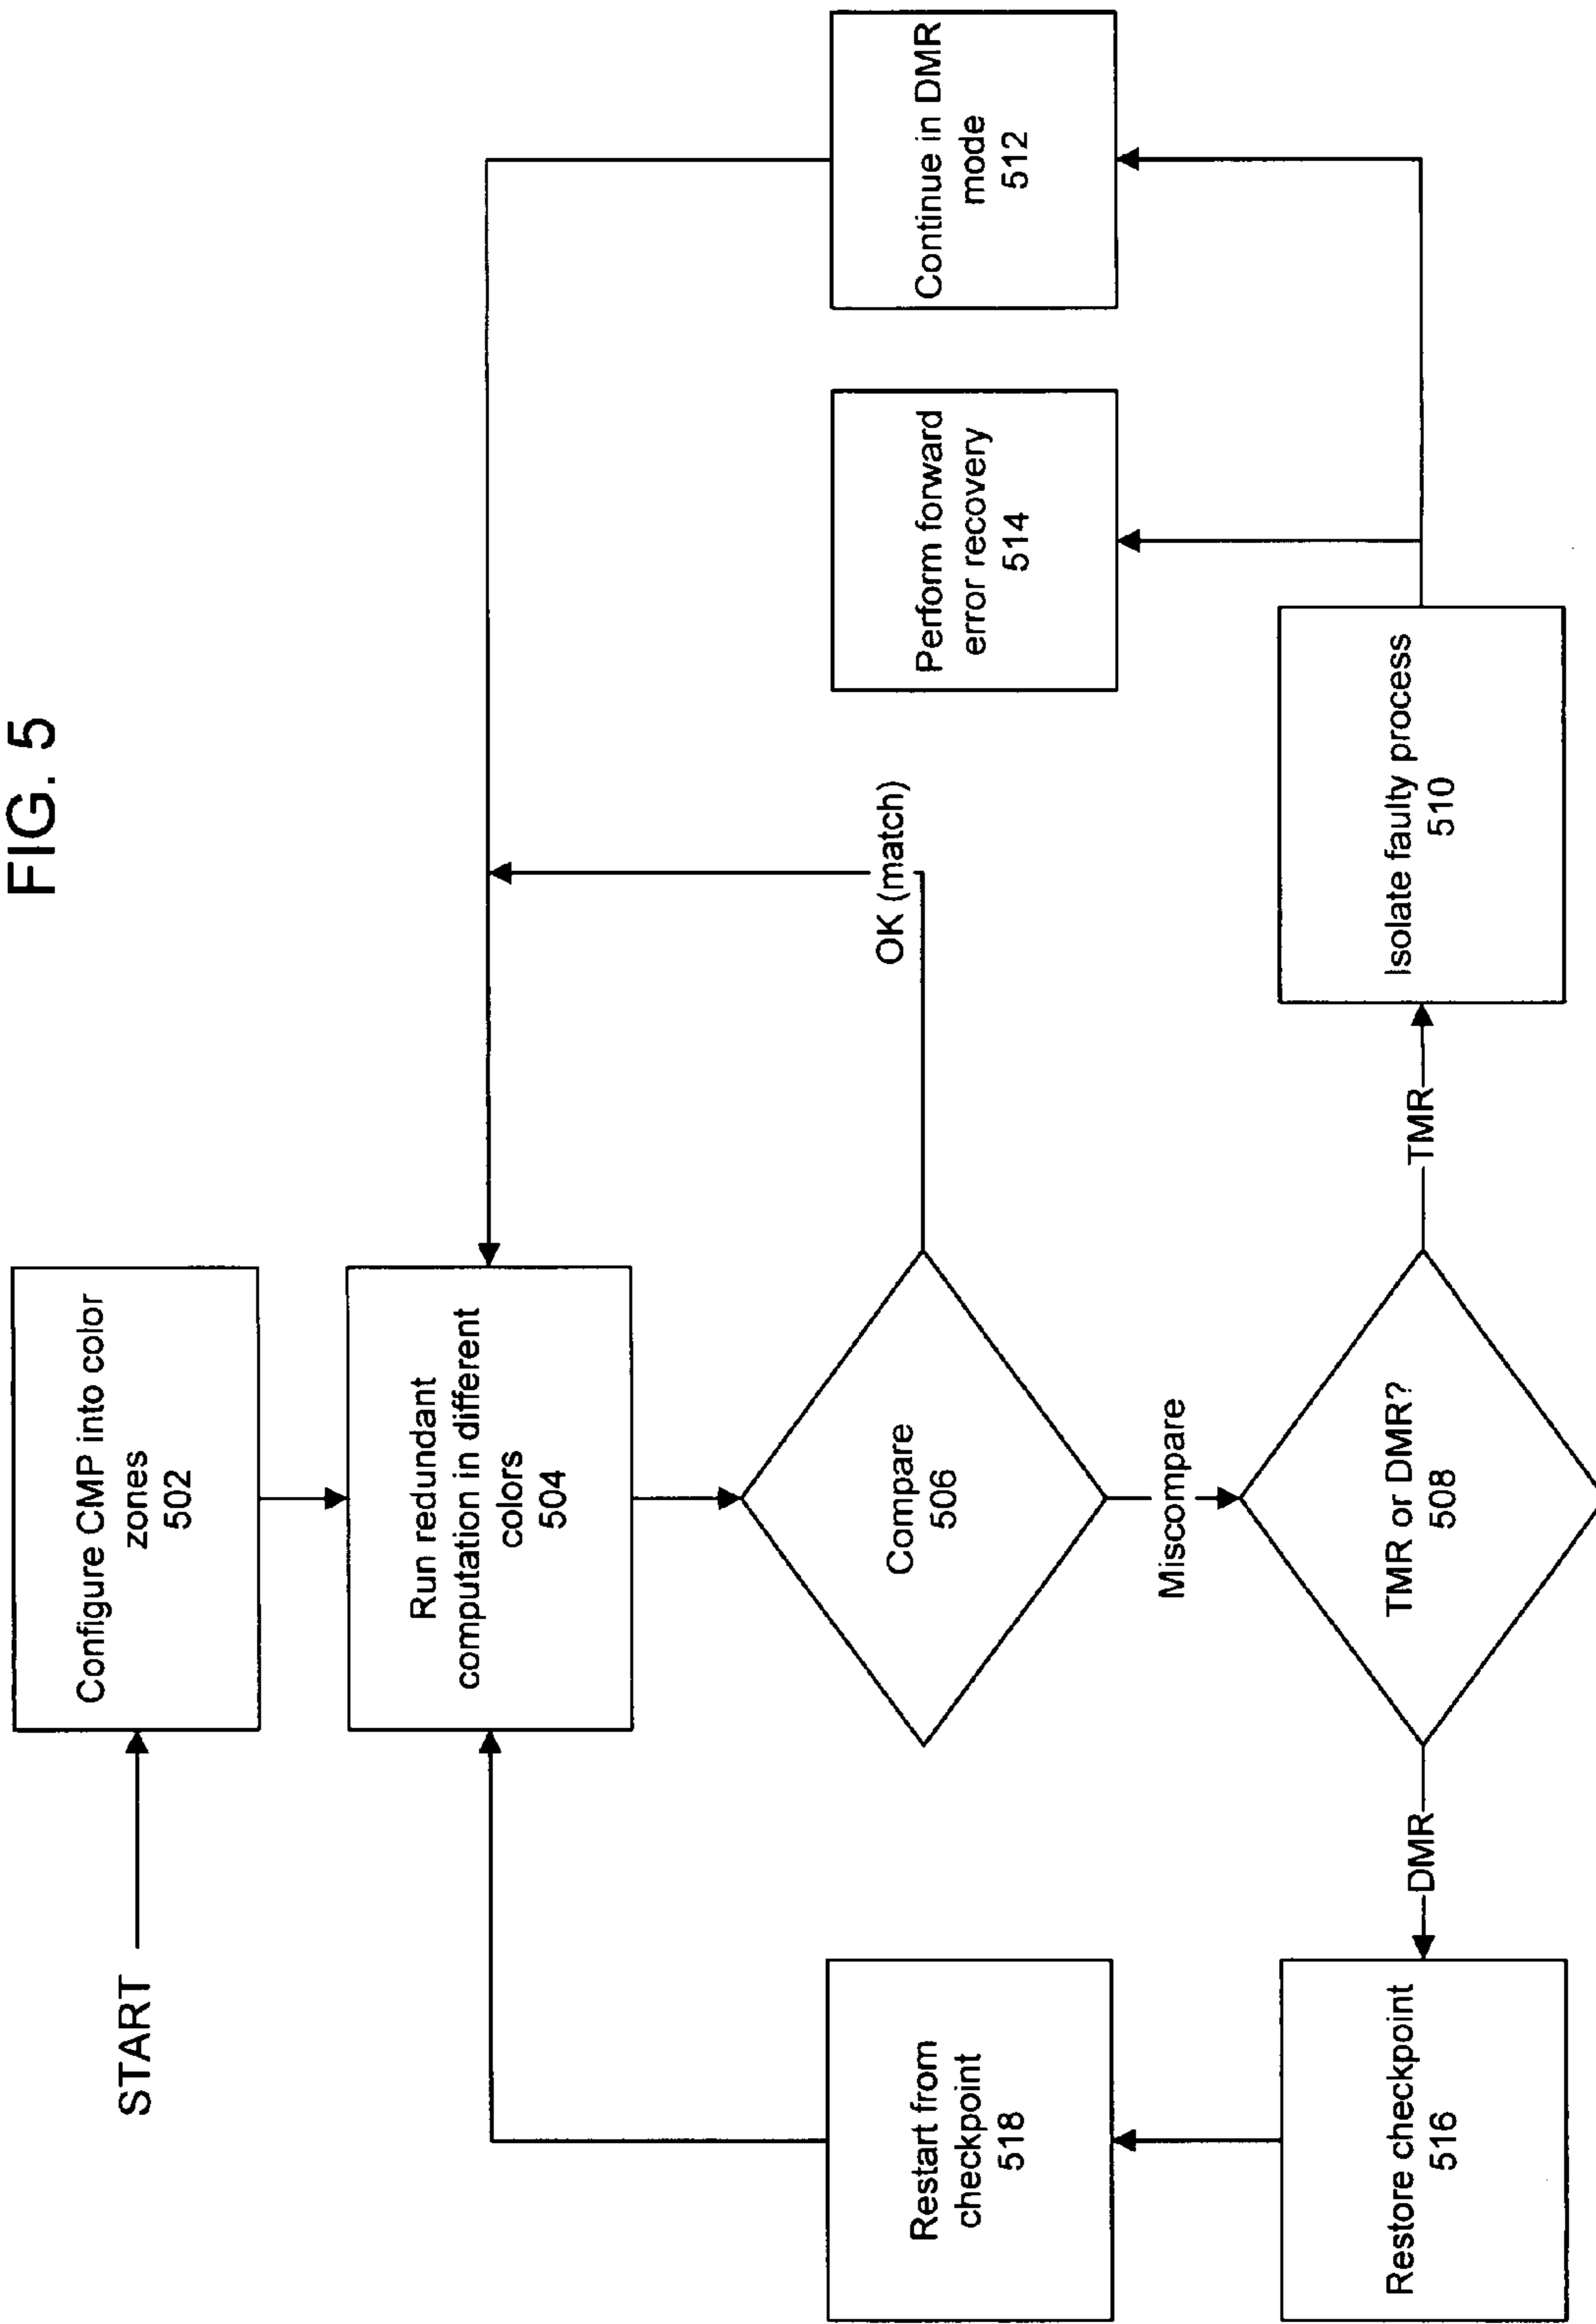 FIG. 5
START
Configure CMP into color
zones
502
Run redundant
computation in different
colors
504
Compare
506
OK (match)
Miscompare
TMR or DMR?
508
TMR
DMR
Isolate faulty process
510
Perform forward
error recovery
514
Continue in DMR
mode
512
Restore checkpoint
516
Restart from
checkpoint
518